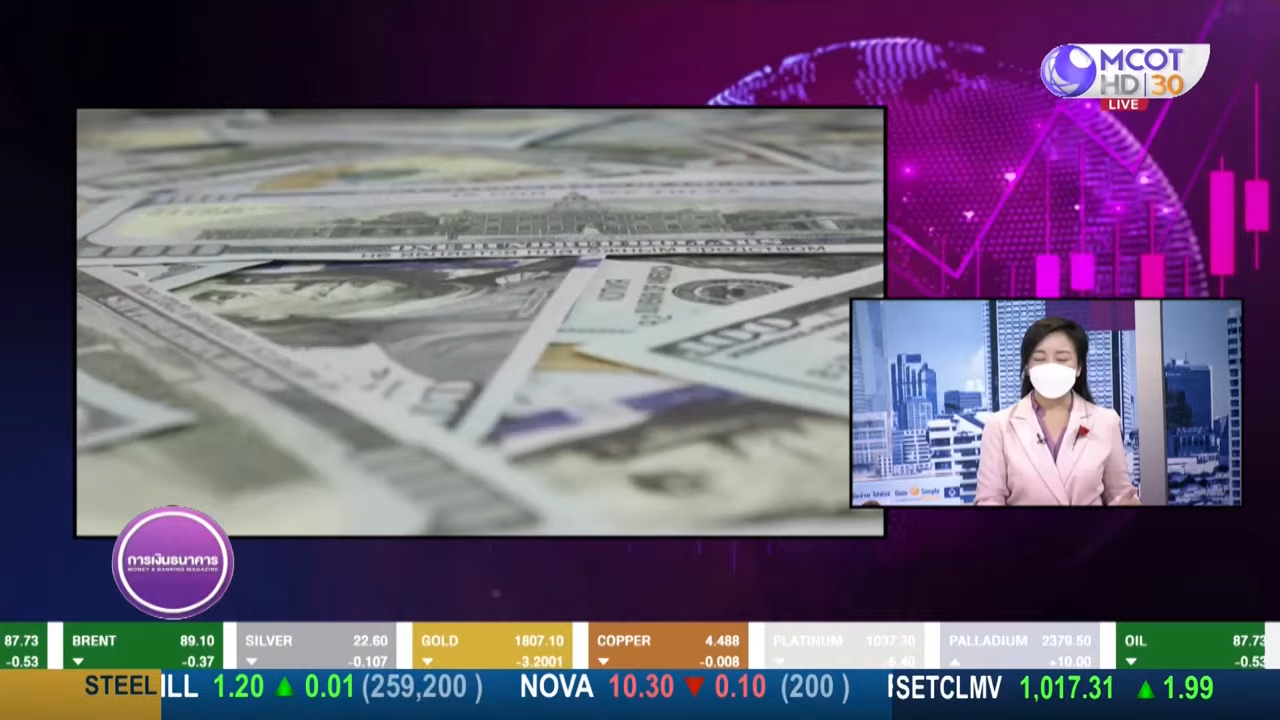 MCOT
HD 30
LIVE
การเงินธนาคาร
MONEY & BANKING MAGAZINE
87.73 BRENT 89.10 SILVER 22.60 GOLD 1807.10 COPPER 4.488 PLATINUM 1037.30 PALLADIUM 2379.50 OIL 87.73
-0.53 ▼ -0.37 ▼ -0.107 ▼ -3.2001 ▼ -0.008 ▼ 6.40 ▲ +10.00 ▼ -0.53
STEEL ILL 1.20 ▲ 0.01 (259,200 ) NOVA 10.30 ▼ 0.10 (200 ) SETCLMV 1,017.31 ▲ 1.99